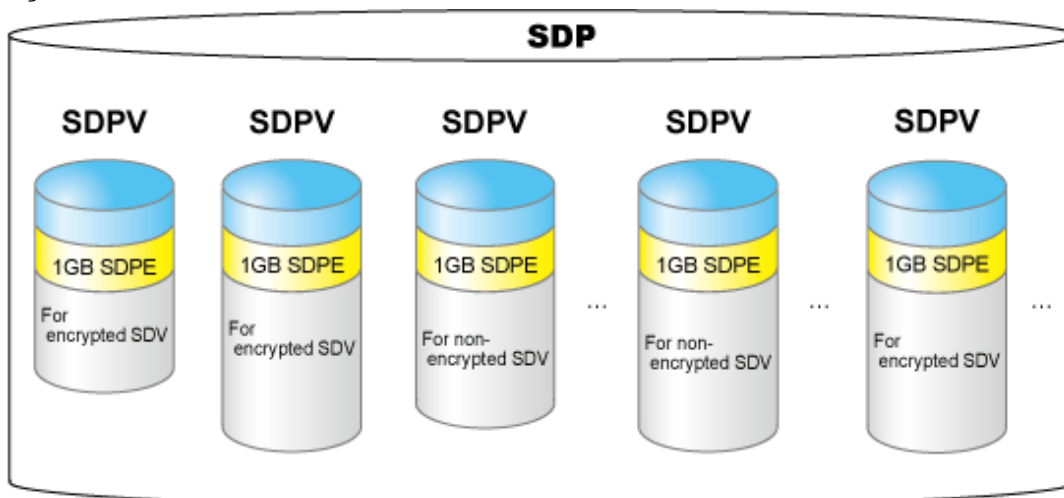 SDP
SDPV
SDPV
SDPV
SDPV
SDPV
1GB SDPE
1GB SDPE
1GB SDPE
1GB SDPE
1GB SDPE
For
encrypted SDV
For
encrypted SDV
For non-
encrypted SDV
...
For non-
encrypted SDV
...
For
encrypted SDV
...